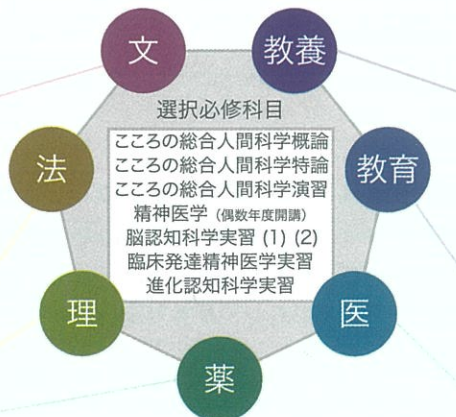 文
教養
選択必修科目
法
教育
こころの総合人間科学概論
こころの総合人間科学特論
こころの総合人間科学演習
精神医学 (偶数年度開講)
脳認知科学実習 (1) (2)
臨床発達精神医学実習
進化認知科学実習
理
医
薬